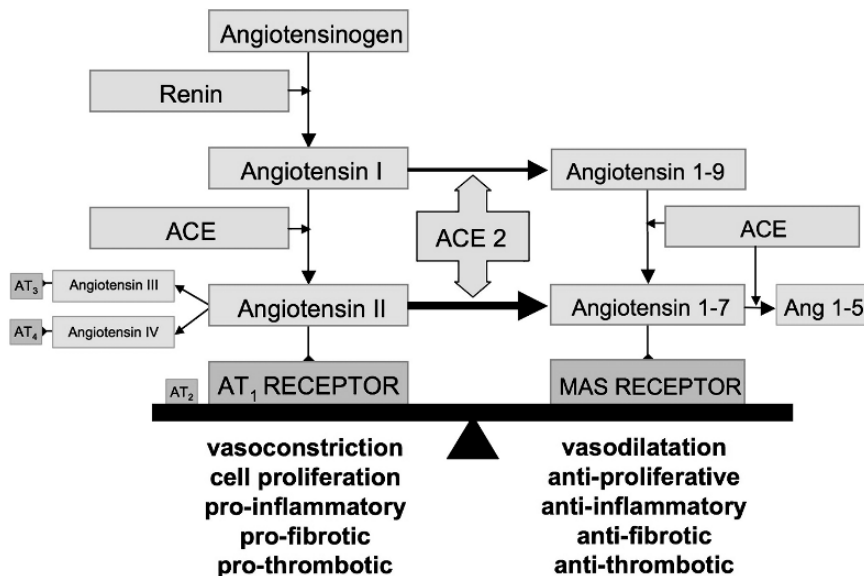 Angiotensinogen
Renin
Angiotensin I
Angiotensin 1-9
ACE
ACE 2
ACE
AT₃
Angiotensin III
Angiotensin II
Angiotensin 1-7
Ang 1-5
AT₄
Angiotensin IV
AT₂
AT₁ RECEPTOR
MAS RECEPTOR
vasoconstriction
cell proliferation
pro-inflammatory
pro-fibrotic
pro-thrombotic
vasodilatation
anti-proliferative
anti-inflammatory
anti-fibrotic
anti-thrombotic